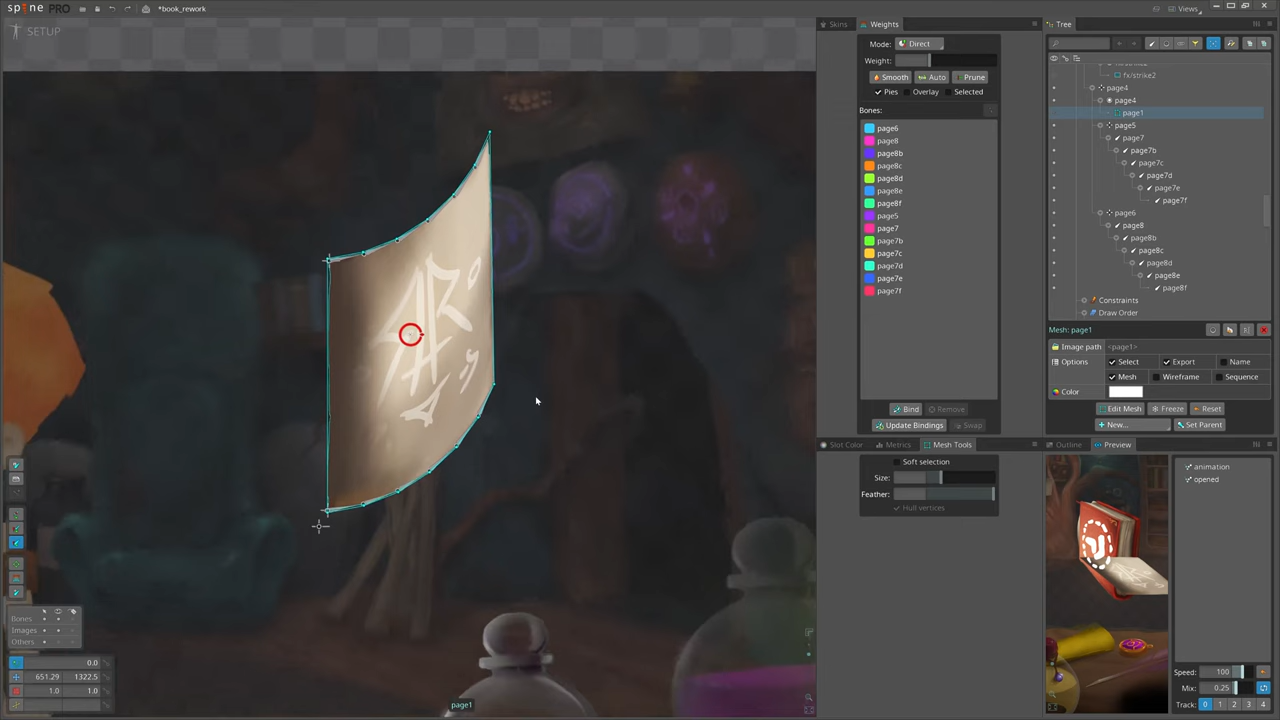 spine PRO
*book_rework
Views
SETUP
Skins
Weights
Tree
Mode:
Direct
Weight:
Smooth
Auto
Prune
Pies
Overlay
Selected
Bones:
page6
page8
page8b
page8c
page8d
page8e
page8f
page5
page7
page7b
page7c
page7d
page7e
page7f
Bind
Remove
Update Bindings
Swap
fx/strike2
page4
page4
page1
page5
page7
page7b
page7c
page7d
page7e
page7f
page6
page8
page8b
page8c
page8d
page8e
page8f
Constraints
Draw Order
Mesh: page1
Image path
<page1>
Options
Select
Export
Name
Mesh
Wireframe
Sequence
Color
Edit Mesh
Freeze
Reset
New...
Set Parent
Slot Color
Metrics
Mesh Tools
Outline
Preview
Soft selection
Size:
Feather:
Hull vertices
animation
opened
Bones
Images
Others
0.0
651.29
1322.5
1.0
1.0
page1
Speed:
100
Mix:
0.25
Track:
0
1
2
3
4